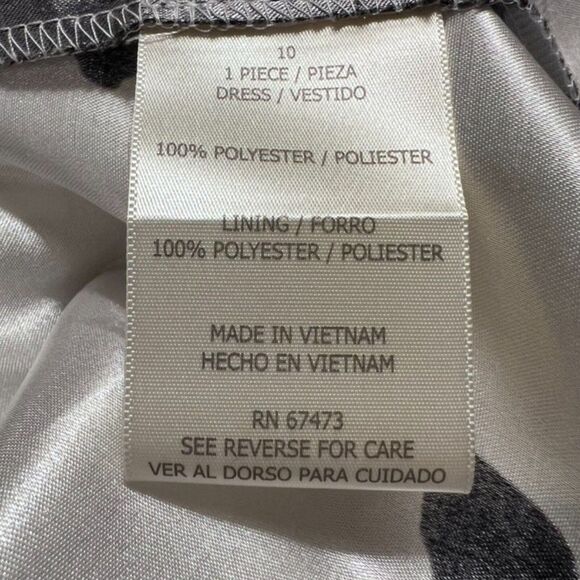 10
1 PIECE / PIEZA
DRESS / VESTIDO
100% POLYESTER / POLIESTER
LINING / FORRO
100% POLYESTER / POLIESTER
MADE IN VIETNAM
HECHO EN VIETNAM
RN 67473
SEE REVERSE FOR CARE
VER AL DORSO PARA CUIDADO